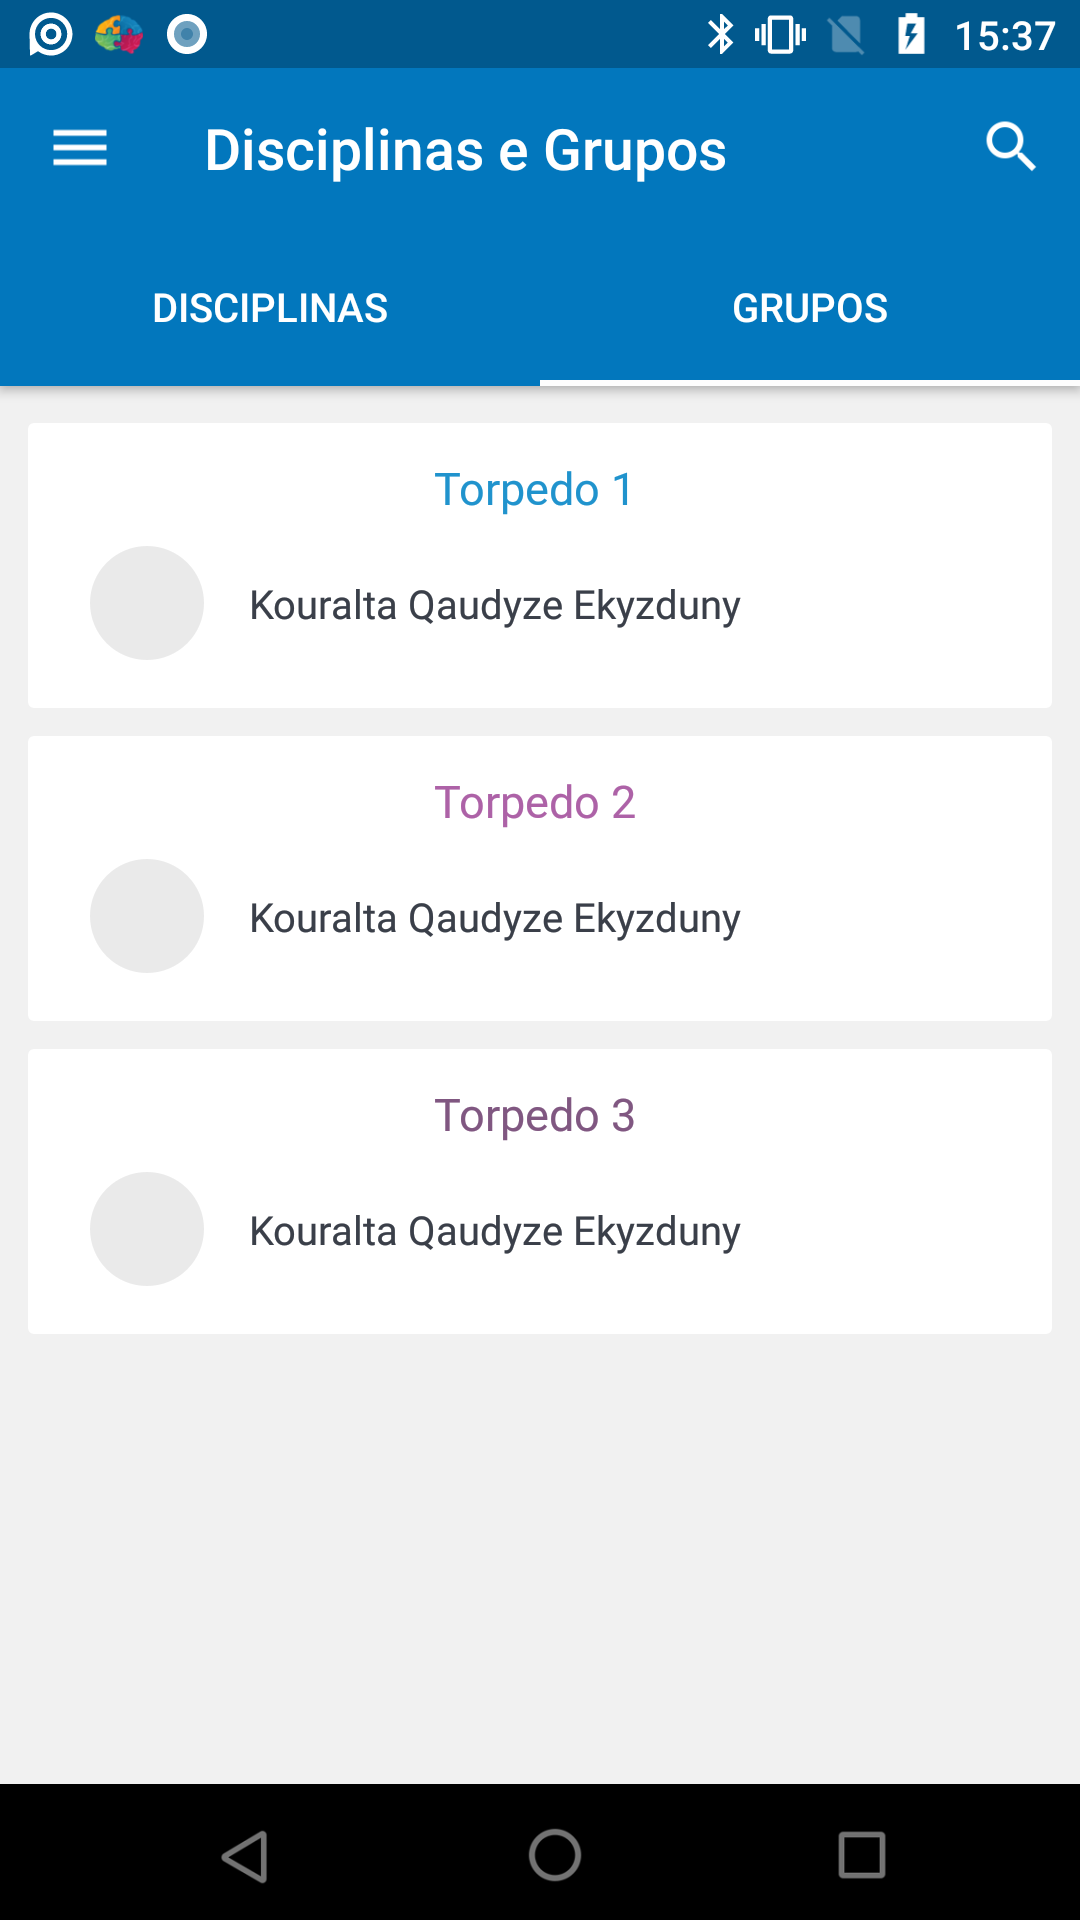 15:37
Disciplinas e Grupos
DISCIPLINAS
GRUPOS
Torpedo 1
Kouralta Qaudyze Ekyzduny
Torpedo 2
Kouralta Qaudyze Ekyzduny
Torpedo 3
Kouralta Qaudyze Ekyzduny